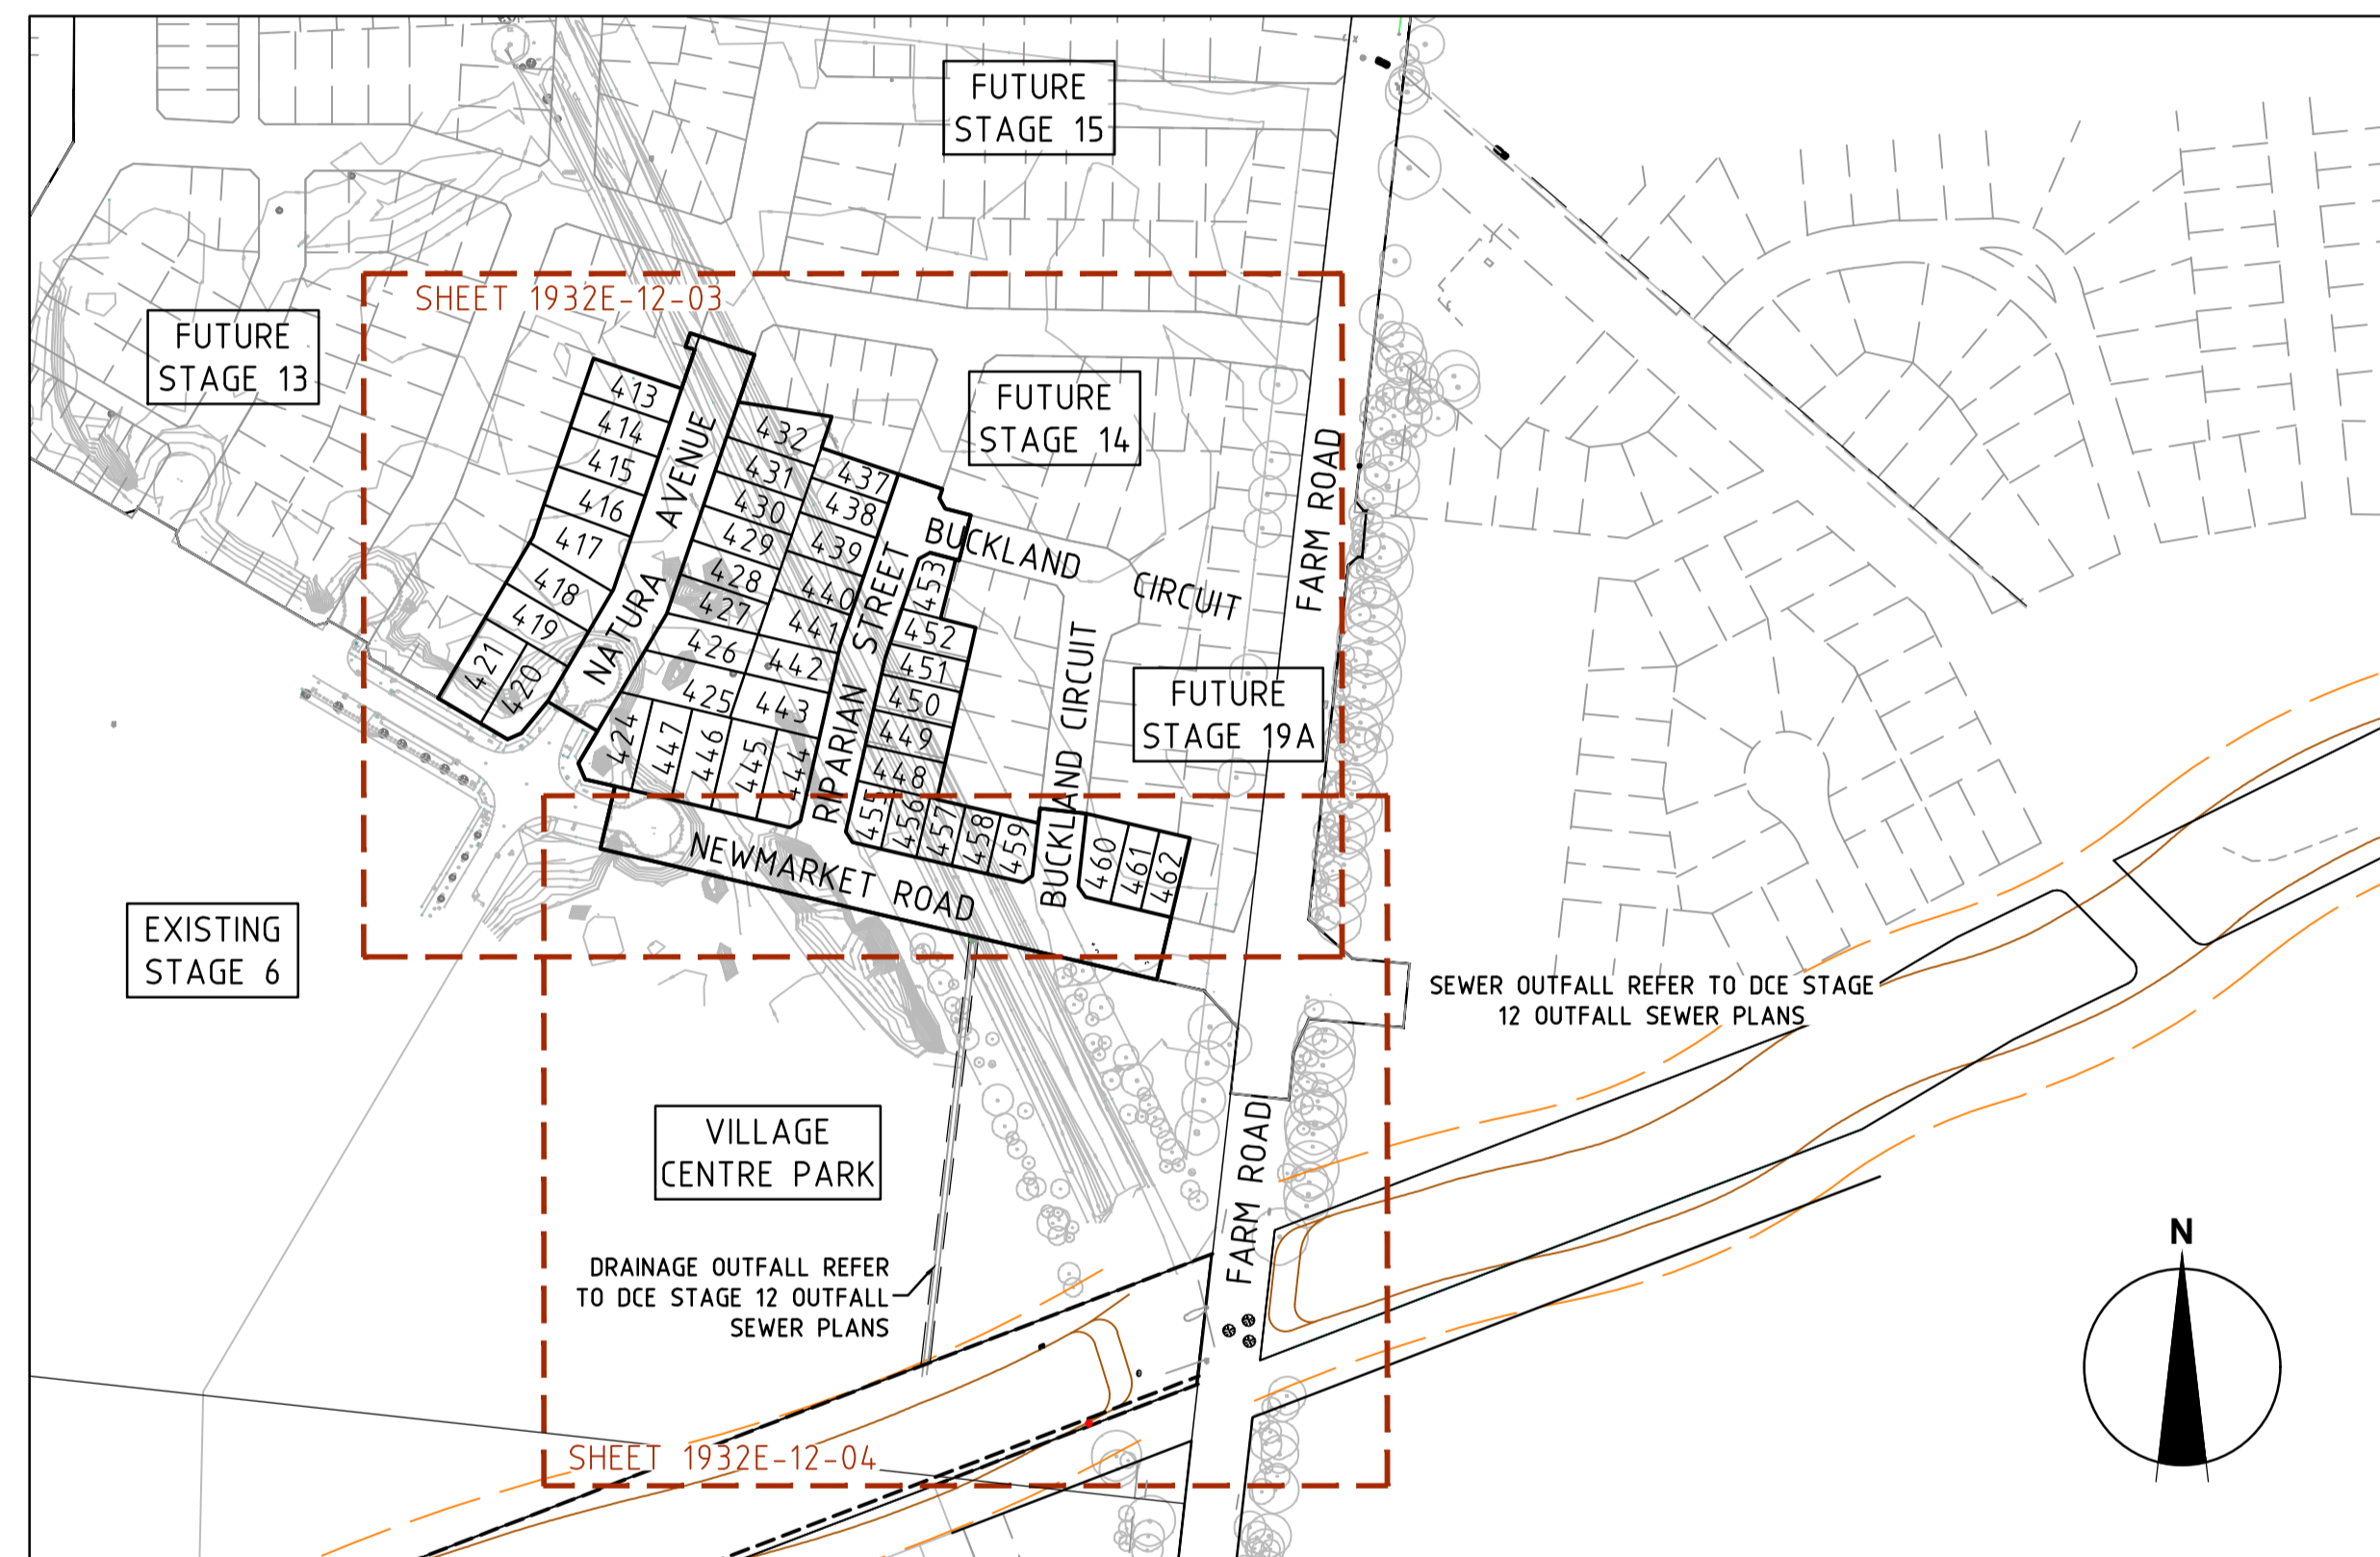 FUTURE
STAGE 15
SHEET 1932E-12-03
FUTURE
STAGE 13
FUTURE
STAGE 14
FARM ROAD
413
414
415
416
417
418
419
420
421
NATURA AVENUE
432
431
430
429
428
427
426
425
424
437
438
439
440
441
442
443
444
445
446
447
RIPARIAN STREET
BUCKLAND CIRCUIT
453
452
451
450
449
448
455
456
457
458
459
BUCKLAND CIRCUIT
460
461
462
FUTURE
STAGE 19A
NEWMARKET ROAD
EXISTING
STAGE 6
SEWER OUTFALL REFER TO DCE STAGE
12 OUTFALL SEWER PLANS
VILLAGE
CENTRE PARK
FARM ROAD
DRAINAGE OUTFALL REFER
TO DCE STAGE 12 OUTFALL
SEWER PLANS
N
SHEET 1932E-12-04